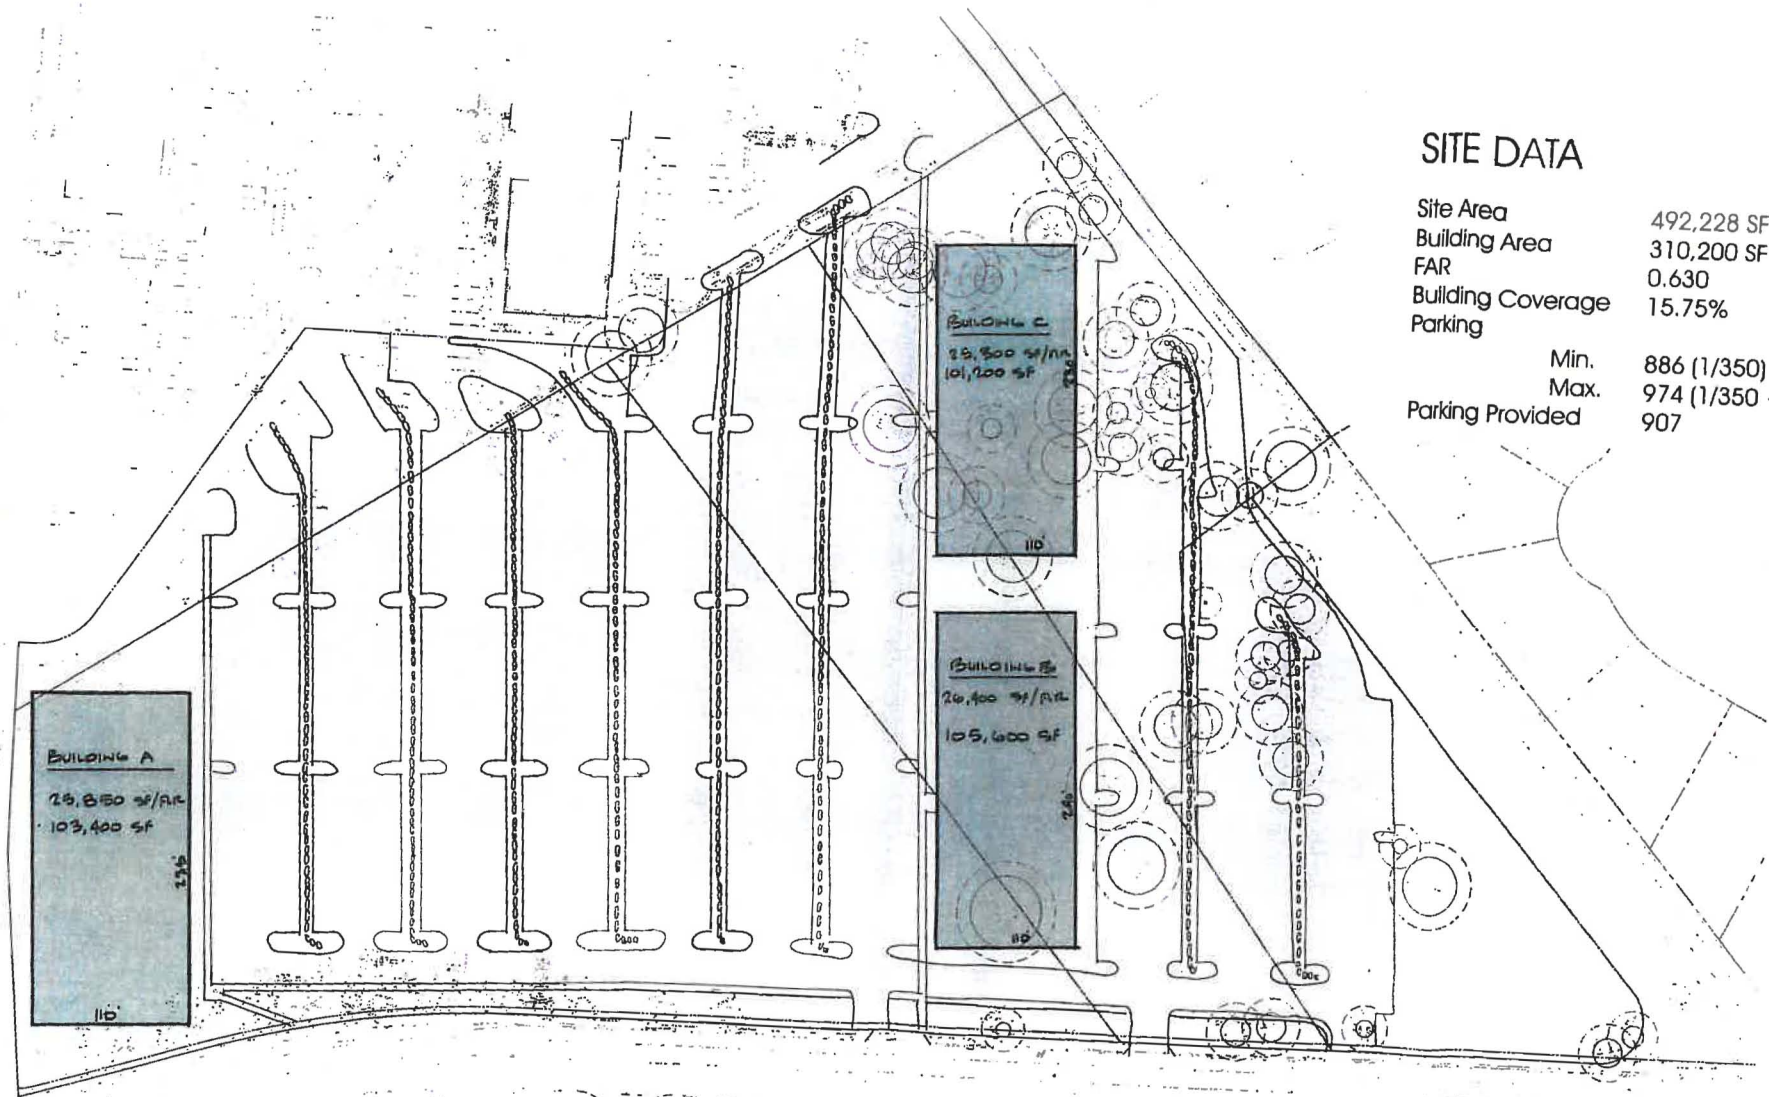 SITE DATA
Site Area 492,228 SF
Building Area 310,200 SF
FAR 0.630
Building Coverage 15.75%
Parking
Min. 886 (1/350)
Max. 974 (1/350
Parking Provided 907
BUILDING C
25,300 SF/FLR
101,200 SF
230'
110'
BUILDING B
26,400 SF/FLR
105,600 SF
240'
110'
BUILDING A
25,850 SF/FLR
103,400 SF
235'
110'